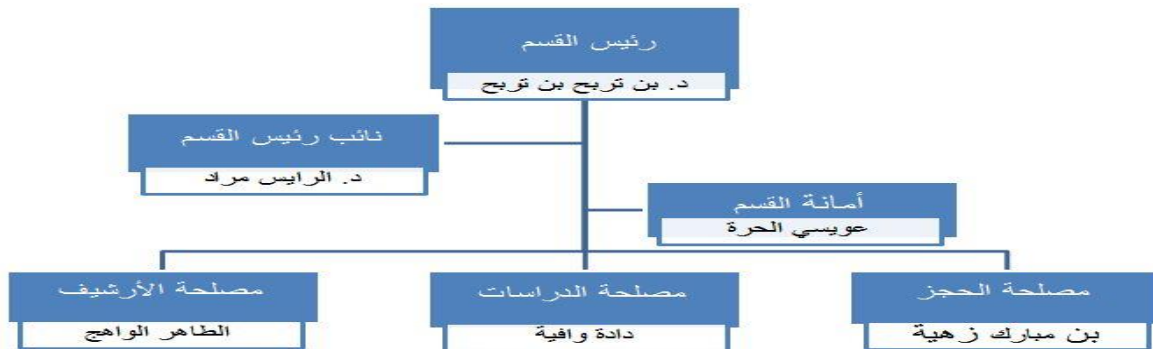 رئيس القسم
د. بن تربح بن توبح
نائب رئيس القسم
د. الرايس مراد
أمانة القسم
عويسي الحرة
مصلحة الحجز
بن مبارك زهية
مصلحة الدراسات
دادة وافية
مصلحة الأرشيف
الطاهر الواهج